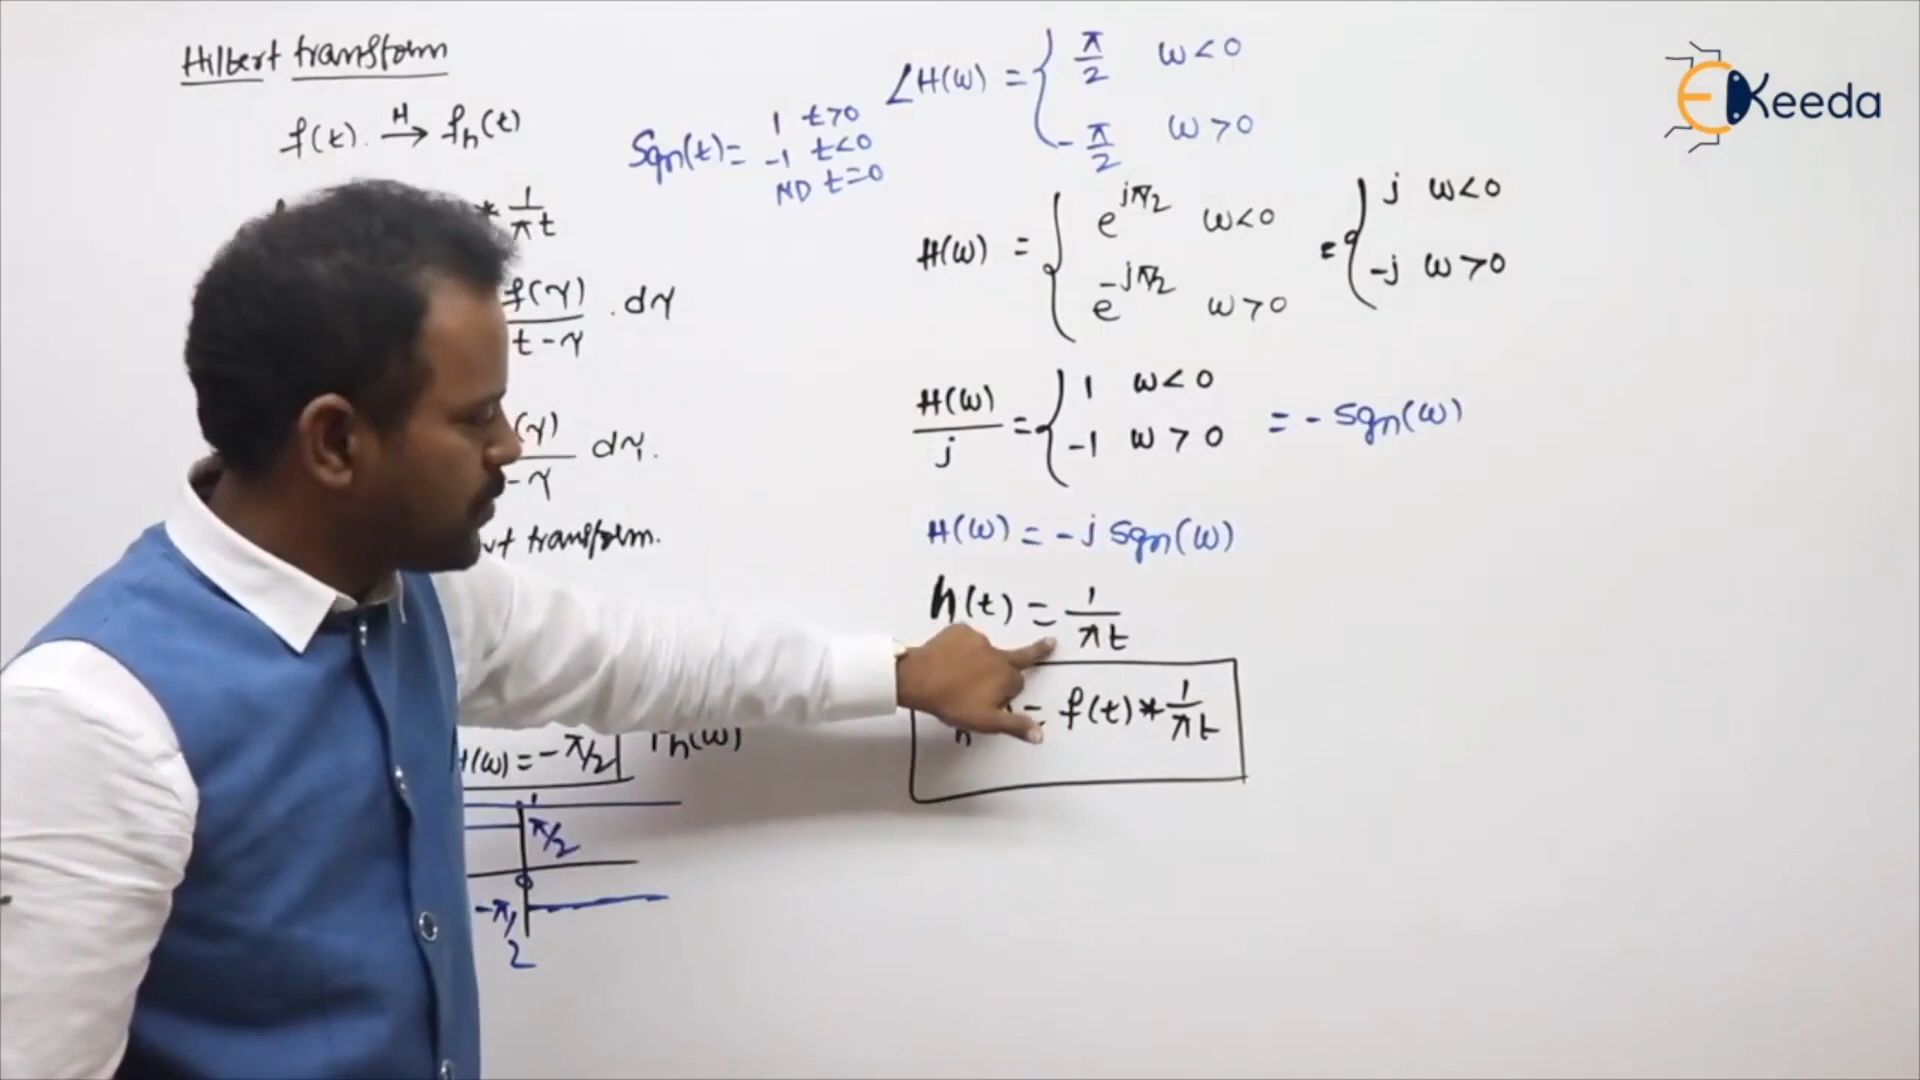 Hilbert transform
f(t). H→ fh(t)
* 1/πt
f(γ)/t-γ . dγ
(γ)/-γ dγ.
transform.
H(ω) = -π/2
π/2
0
-π/2
Sgn(t) = 1 t>0
-1 t<0
ND t=0
∠H(ω) = { π/2 ω<0
-π/2 ω>0
H(ω) = { e^jπ/2 ω<0
e^-jπ/2 ω>0
= { j ω<0
-j ω>0
H(ω)/j = { 1 ω<0
-1 ω>0
= - Sgn(ω)
H(ω) = -j Sgn(ω)
h(t) = 1/πt
= f(t) * 1/πt
EKeeda